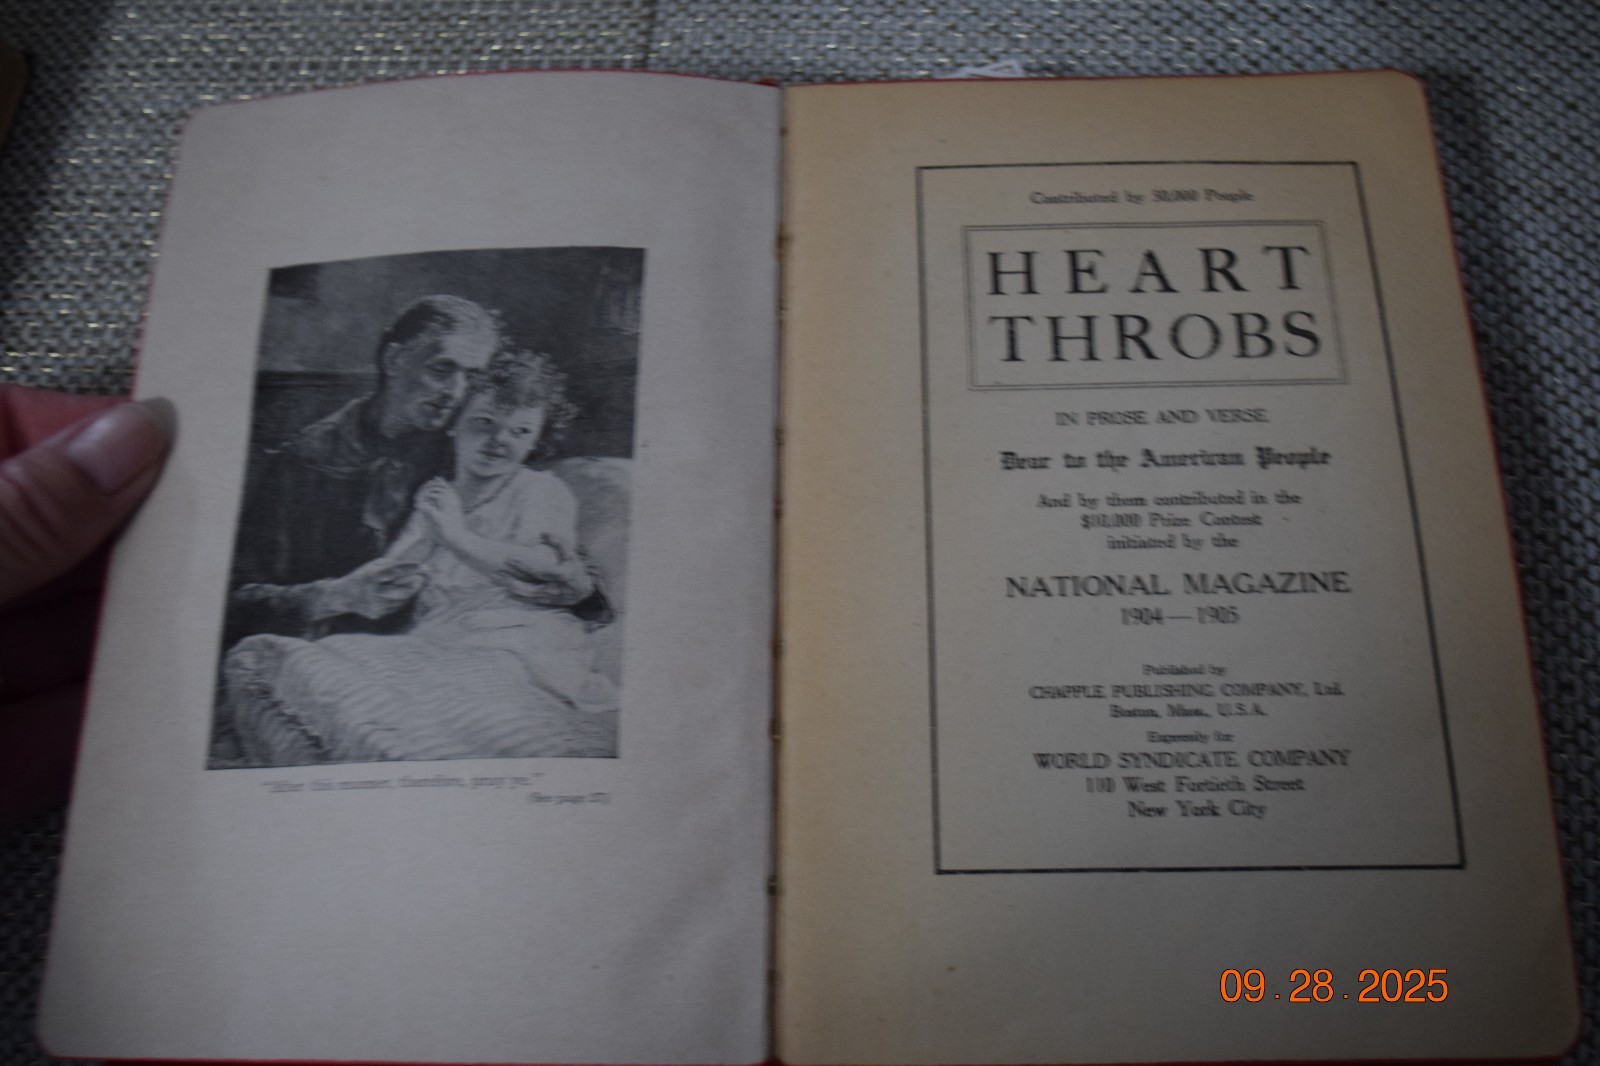 "After this manner, therefore, pray ye."
(See page 27)
Contributed by 50,000 People
HEART
THROBS
IN PROSE AND VERSE
Dear to the American People
And by them contributed in the
$10,000 Prize Contest
initiated by the
NATIONAL MAGAZINE
1904—1905
Published by
CHAPPLE PUBLISHING COMPANY, Ltd.
Boston, Mass., U.S.A.
Expressly for
WORLD SYNDICATE COMPANY
110 West Fortieth Street
New York City
09.28.2025